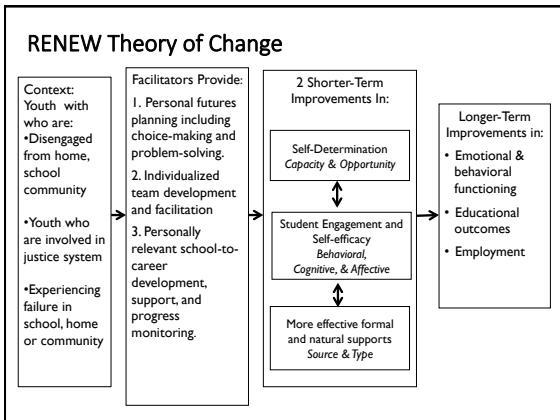 RENEW Theory of Change
Context:
Youth with
who are:
•Disengaged
from home,
school
community
•Youth who
are involved in
justice system
•Experiencing
failure in
school, home
or community
Facilitators Provide:
1. Personal futures
planning including
choice-making and
problem-solving.
2. Individualized
team development
and facilitation
3. Personally
relevant school-to-
career
development,
support, and
progress
monitoring.
2 Shorter-Term
Improvements In:
Self-Determination
Capacity & Opportunity
Student Engagement and
Self-efficacy
Behavioral,
Cognitive, & Affective
More effective formal
and natural supports
Source & Type
Longer-Term
Improvements in:
• Emotional &
behavioral
functioning
• Educational
outcomes
• Employment